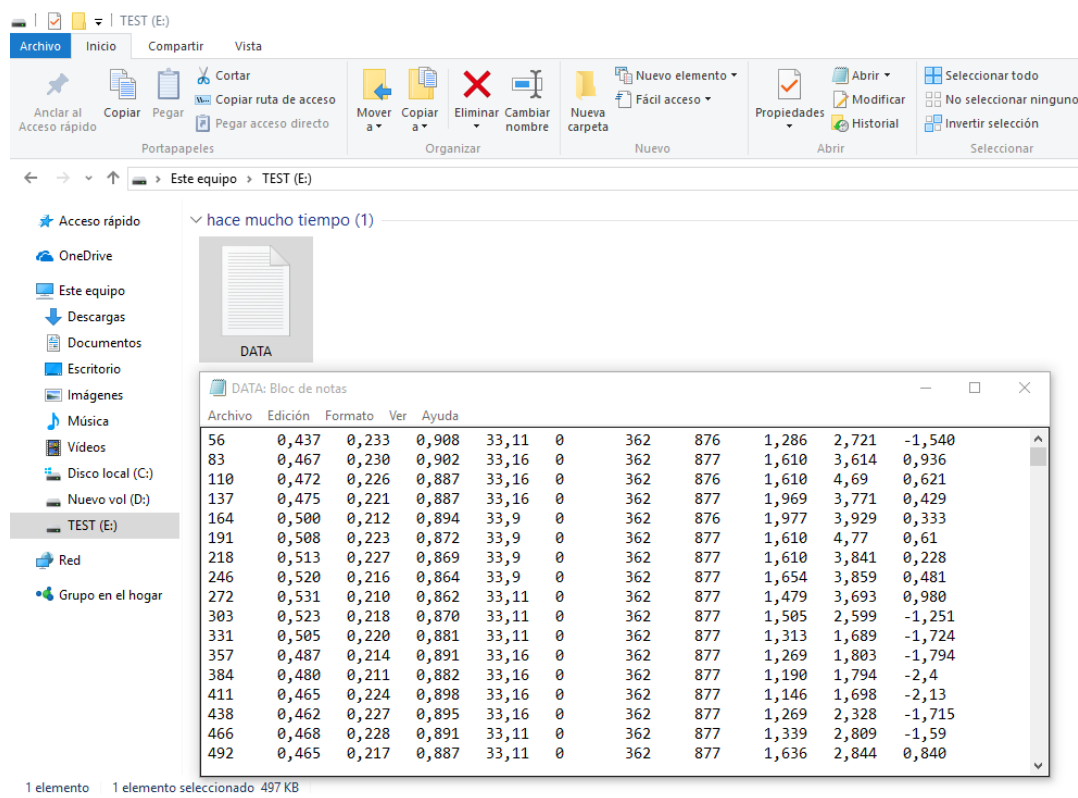 TEST (E:)
Archivo Inicio Compartir Vista
Anclar al Acceso rápido
Copiar
Pegar
Cortar
Copiar ruta de acceso
Pegar acceso directo
Portapapeles
Mover a
Copiar a
Eliminar
Cambiar nombre
Organizar
Nueva carpeta
Nuevo elemento
Fácil acceso
Nuevo
Propiedades
Abrir
Modificar
Historial
Abrir
Seleccionar todo
No seleccionar ninguno
Invertir selección
Seleccionar
Este equipo > TEST (E:)
Acceso rápido
OneDrive
Este equipo
Descargas
Documentos
Escritorio
Imágenes
Música
Vídeos
Disco local (C:)
Nuevo vol (D:)
TEST (E:)
Red
Grupo en el hogar
hace mucho tiempo (1)
DATA
DATA: Bloc de notas
Archivo Edición Formato Ver Ayuda
56 0,437 0,233 0,908 33,11 0 362 876 1,286 2,721 -1,540
83 0,467 0,230 0,902 33,16 0 362 877 1,610 3,614 0,936
110 0,472 0,226 0,887 33,16 0 362 876 1,610 4,69 0,621
137 0,475 0,221 0,887 33,16 0 362 877 1,969 3,771 0,429
164 0,500 0,212 0,894 33,9 0 362 876 1,977 3,929 0,333
191 0,508 0,223 0,872 33,9 0 362 877 1,610 4,77 0,61
218 0,513 0,227 0,869 33,9 0 362 877 1,610 3,841 0,228
246 0,520 0,216 0,864 33,9 0 362 877 1,654 3,859 0,481
272 0,531 0,210 0,862 33,11 0 362 877 1,479 3,693 0,980
303 0,523 0,218 0,870 33,11 0 362 877 1,505 2,599 -1,251
331 0,505 0,220 0,881 33,11 0 362 877 1,313 1,689 -1,724
357 0,487 0,214 0,891 33,16 0 362 877 1,269 1,803 -1,794
384 0,480 0,211 0,882 33,16 0 362 877 1,190 1,794 -2,4
411 0,465 0,224 0,898 33,16 0 362 877 1,146 1,698 -2,13
438 0,462 0,227 0,895 33,16 0 362 877 1,269 2,328 -1,715
466 0,468 0,228 0,891 33,16 0 362 877 1,339 2,809 -1,59
492 0,465 0,217 0,887 33,11 0 362 877 1,636 2,844 0,840
1 elemento 1 elemento seleccionado 497 KB